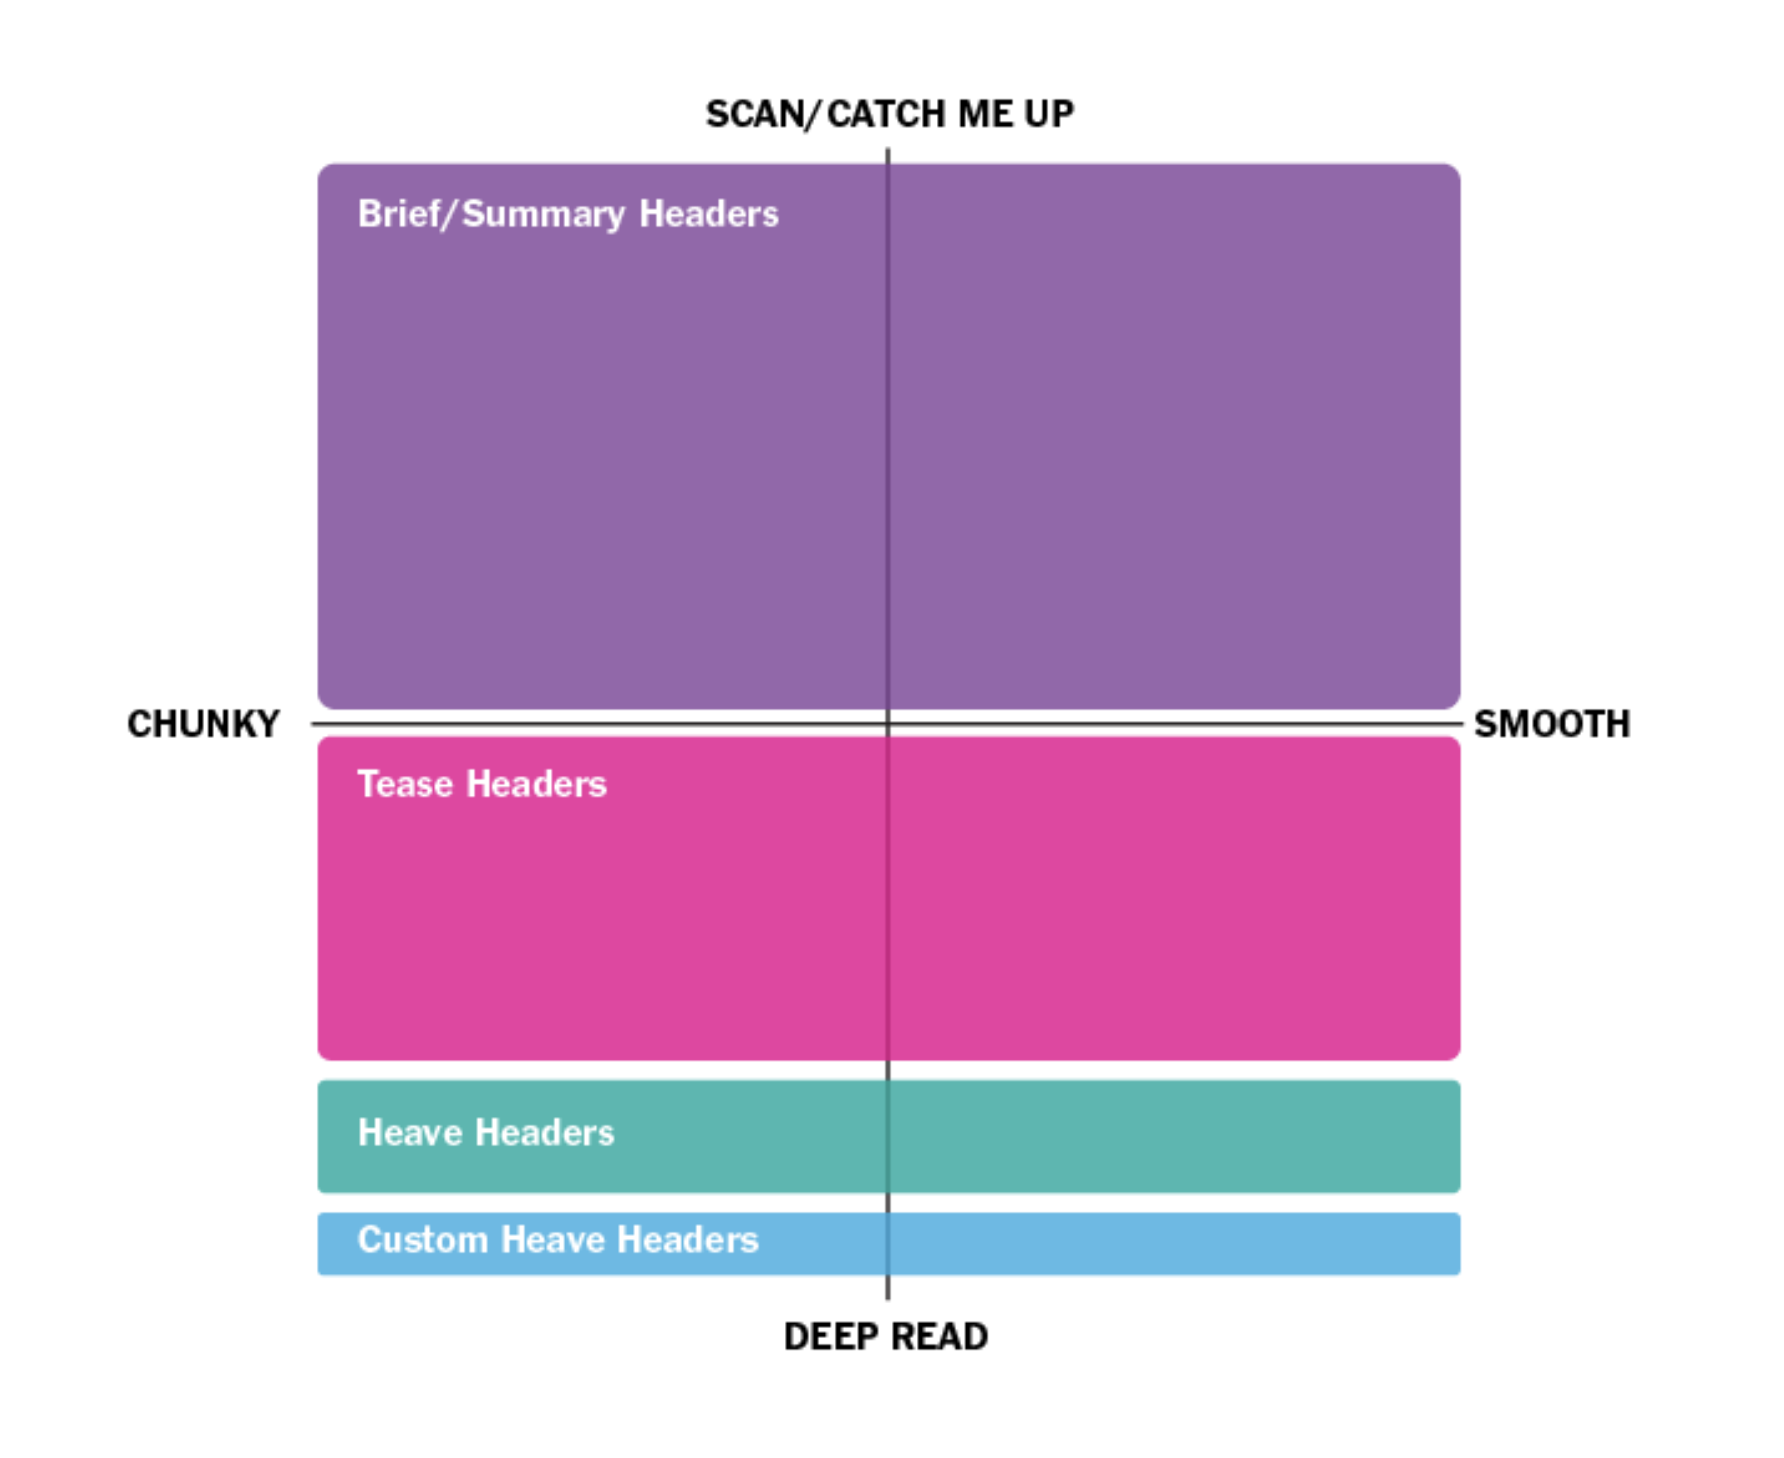 SCAN/CATCH ME UP
Brief/Summary Headers
CHUNKY
SMOOTH
Tease Headers
Heave Headers
Custom Heave Headers
DEEP READ